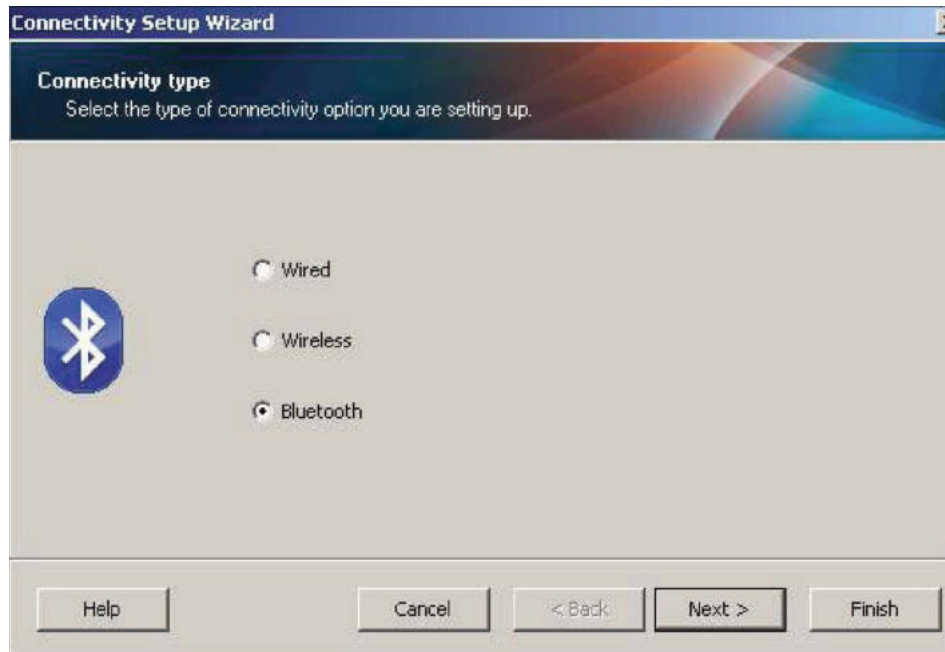 Connectivity Setup Wizard
Connectivity type
Select the type of connectivity option you are setting up.
Wired
Wireless
Bluetooth
Help Cancel < Back Next > Finish